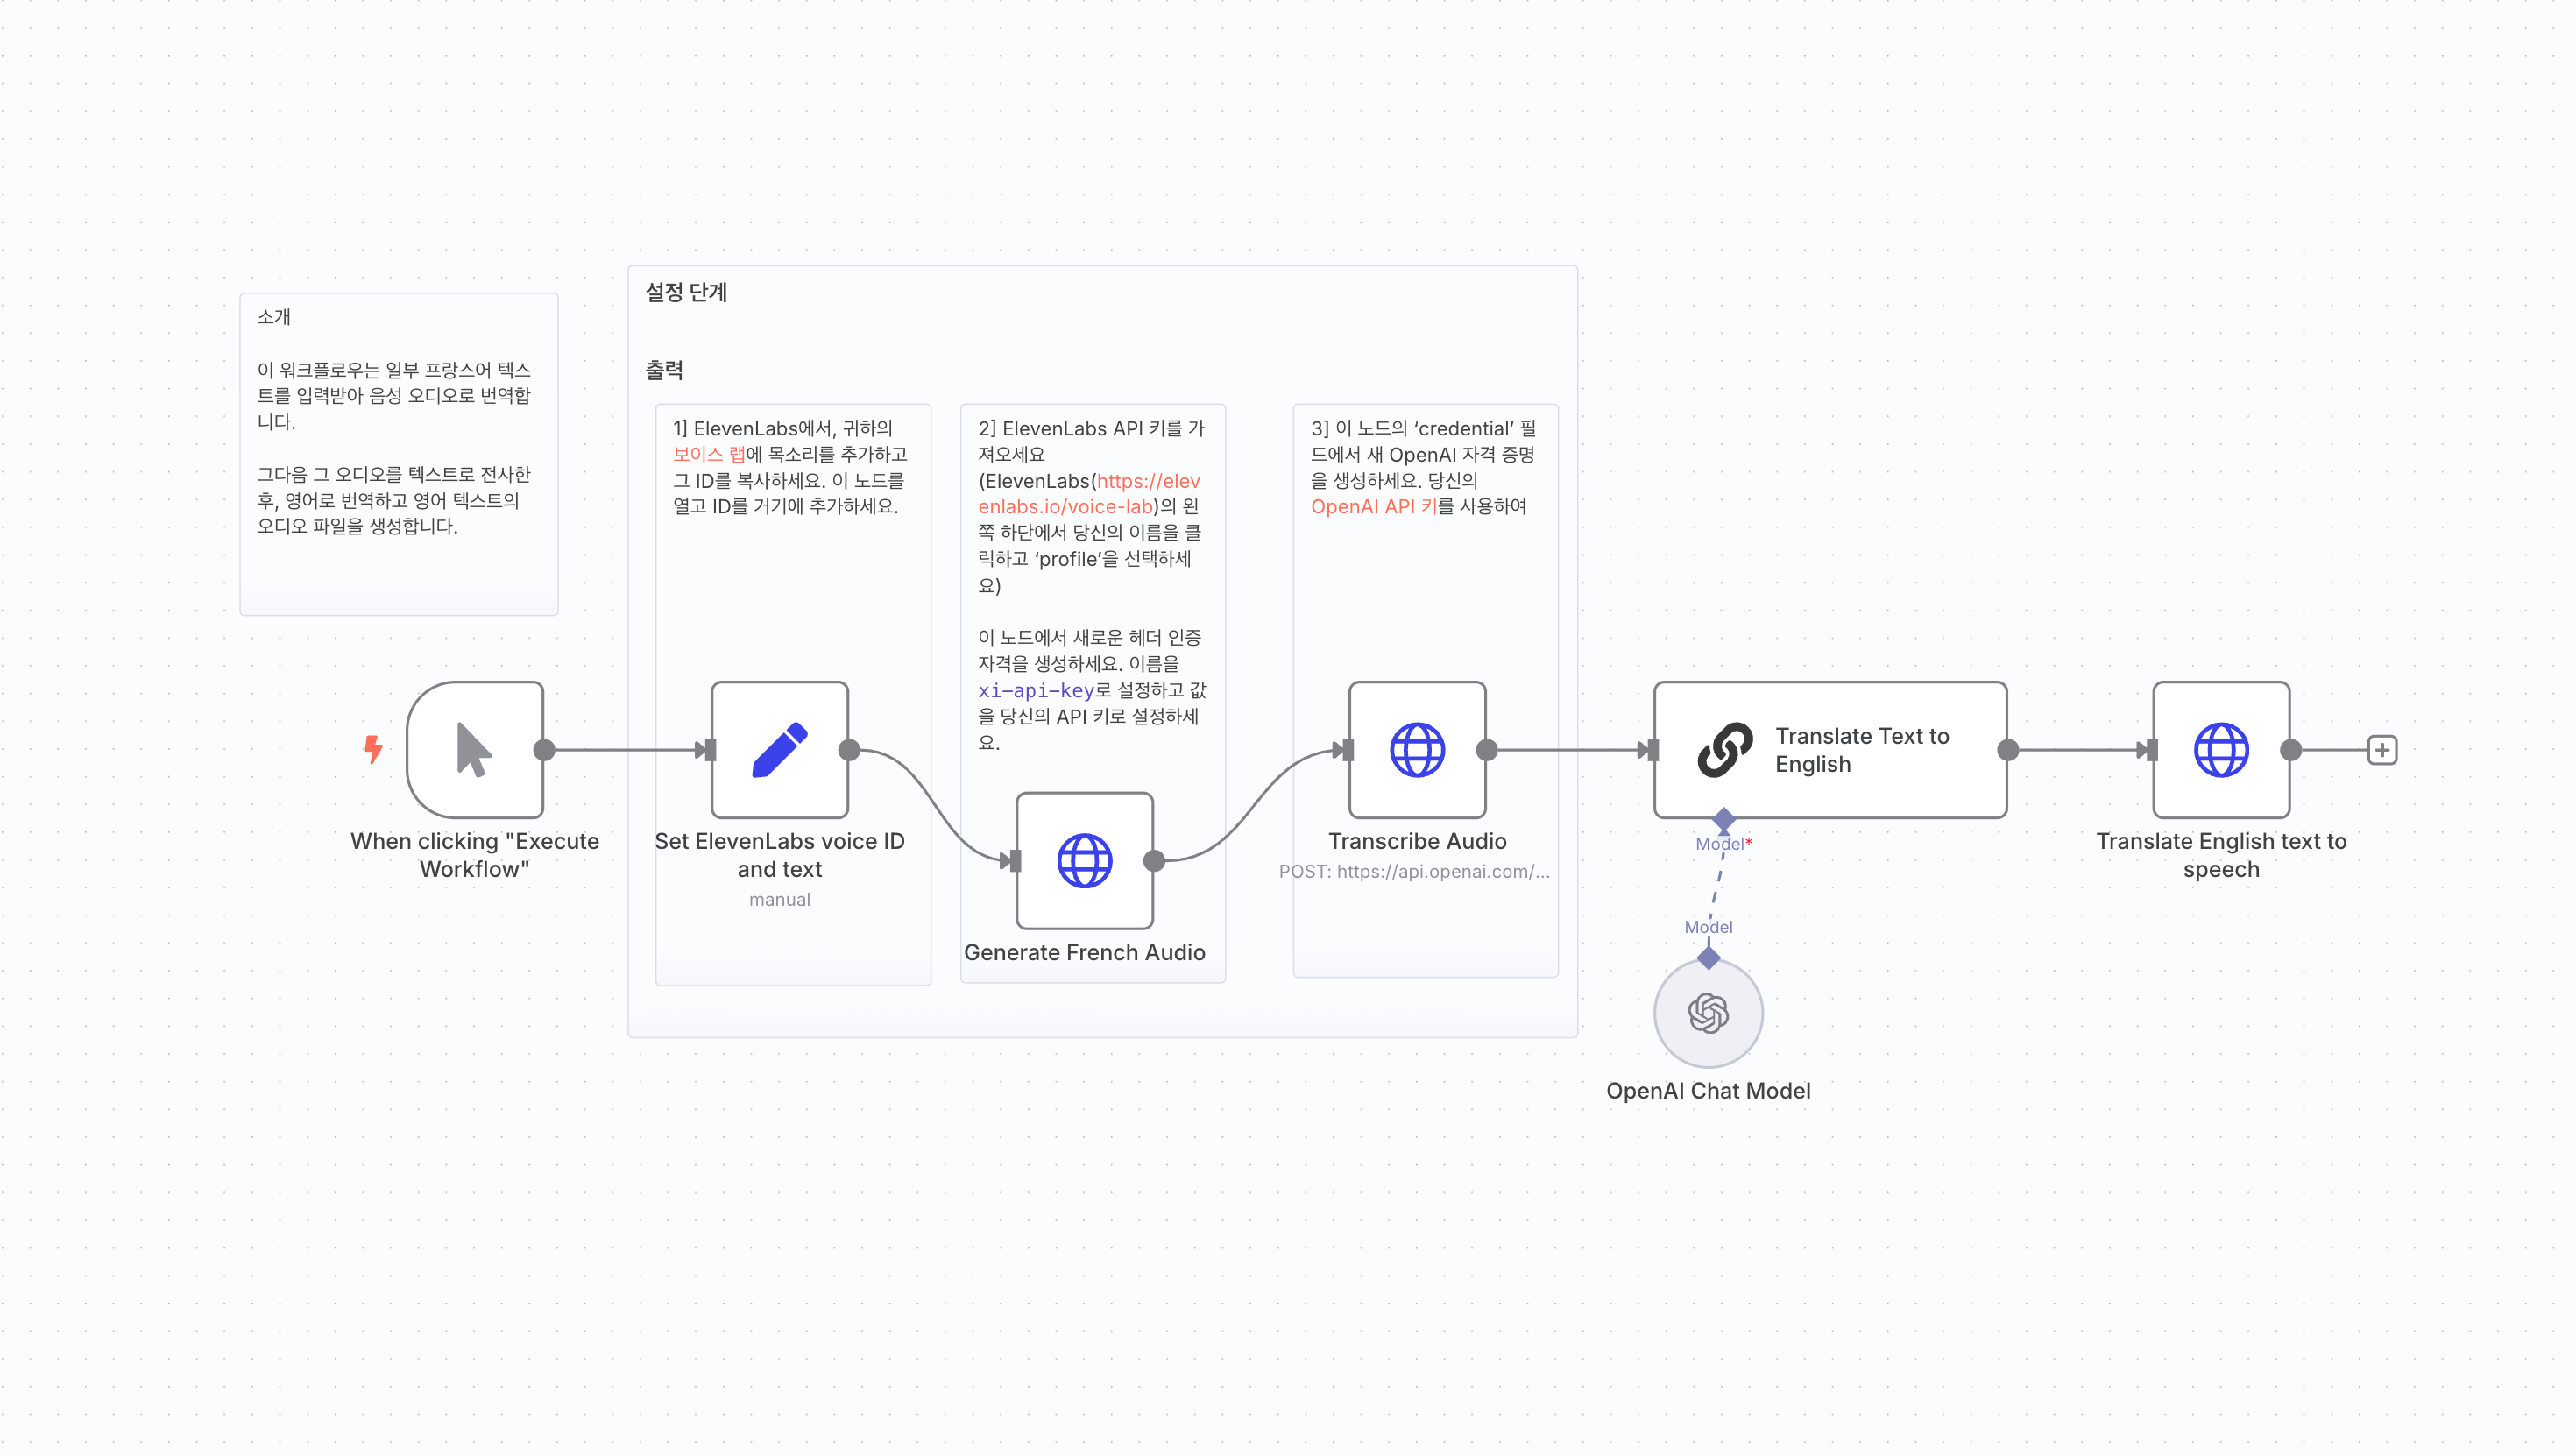 소개
이 워크플로우는 일부 프랑스어 텍스
트를 입력받아 음성 오디오로 번역합
니다.
그다음 그 오디오를 텍스트로 전사한
후, 영어로 번역하고 영어 텍스트의
오디오 파일을 생성합니다.
설정 단계
출력
1] ElevenLabs에서, 귀하의
보이스 랩에 목소리를 추가하고
그 ID를 복사하세요. 이 노드를
열고 ID를 거기에 추가하세요.
2] ElevenLabs API 키를 가
져오세요
(ElevenLabs(https://elev
enlabs.io/voice-lab)의 왼
쪽 하단에서 당신의 이름을 클
릭하고 ‘profile’을 선택하세
요)
이 노드에서 새로운 헤더 인증
자격을 생성하세요. 이름을
xi-api-key로 설정하고 값
을 당신의 API 키로 설정하세
요.
3] 이 노드의 ‘credential’ 필
드에서 새 OpenAI 자격 증명
을 생성하세요. 당신의
OpenAI API 키를 사용하여
When clicking "Execute
Workflow"
Set ElevenLabs voice ID
and text
manual
Generate French Audio
Transcribe Audio
POST: https://api.openai.com/...
Translate Text to
English
Model*
Model
OpenAI Chat Model
Translate English text to
speech